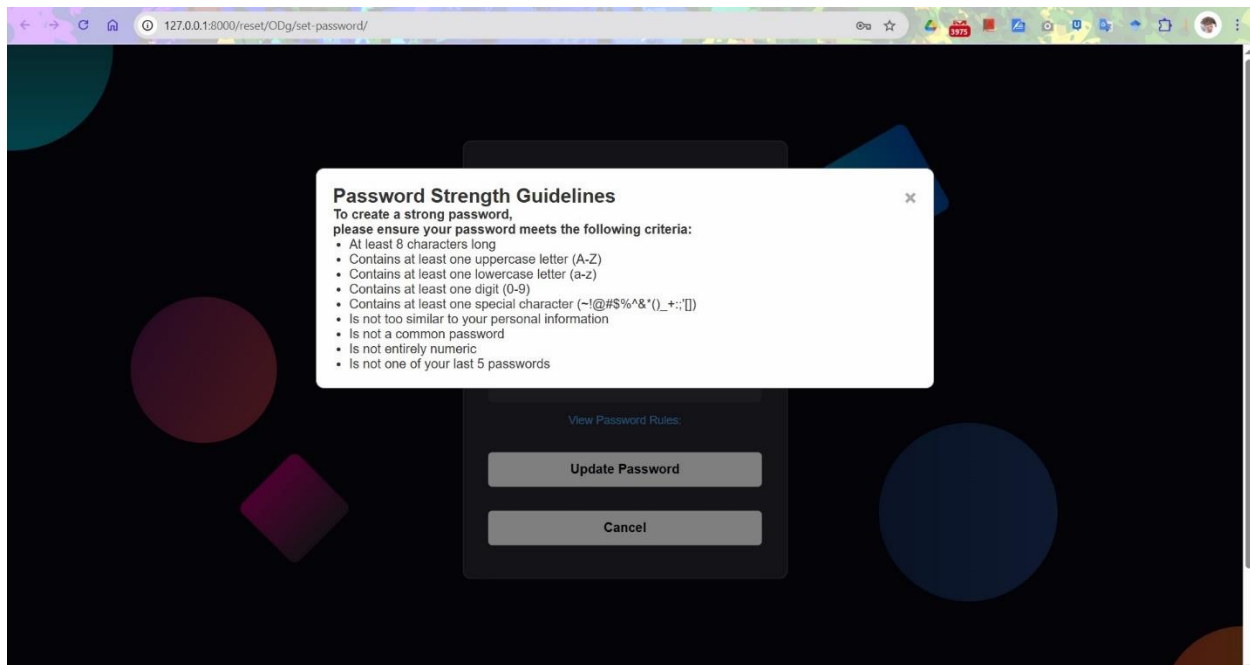 127.0.0.1:8000/reset/ODg/set-password/
3975
Password Strength Guidelines
×
To create a strong password,
please ensure your password meets the following criteria:
• At least 8 characters long
• Contains at least one uppercase letter (A-Z)
• Contains at least one lowercase letter (a-z)
• Contains at least one digit (0-9)
• Contains at least one special character (~!@#$%^&*()_+:;'[])
• Is not too similar to your personal information
• Is not a common password
• Is not entirely numeric
• Is not one of your last 5 passwords
View Password Rules:
Update Password
Cancel